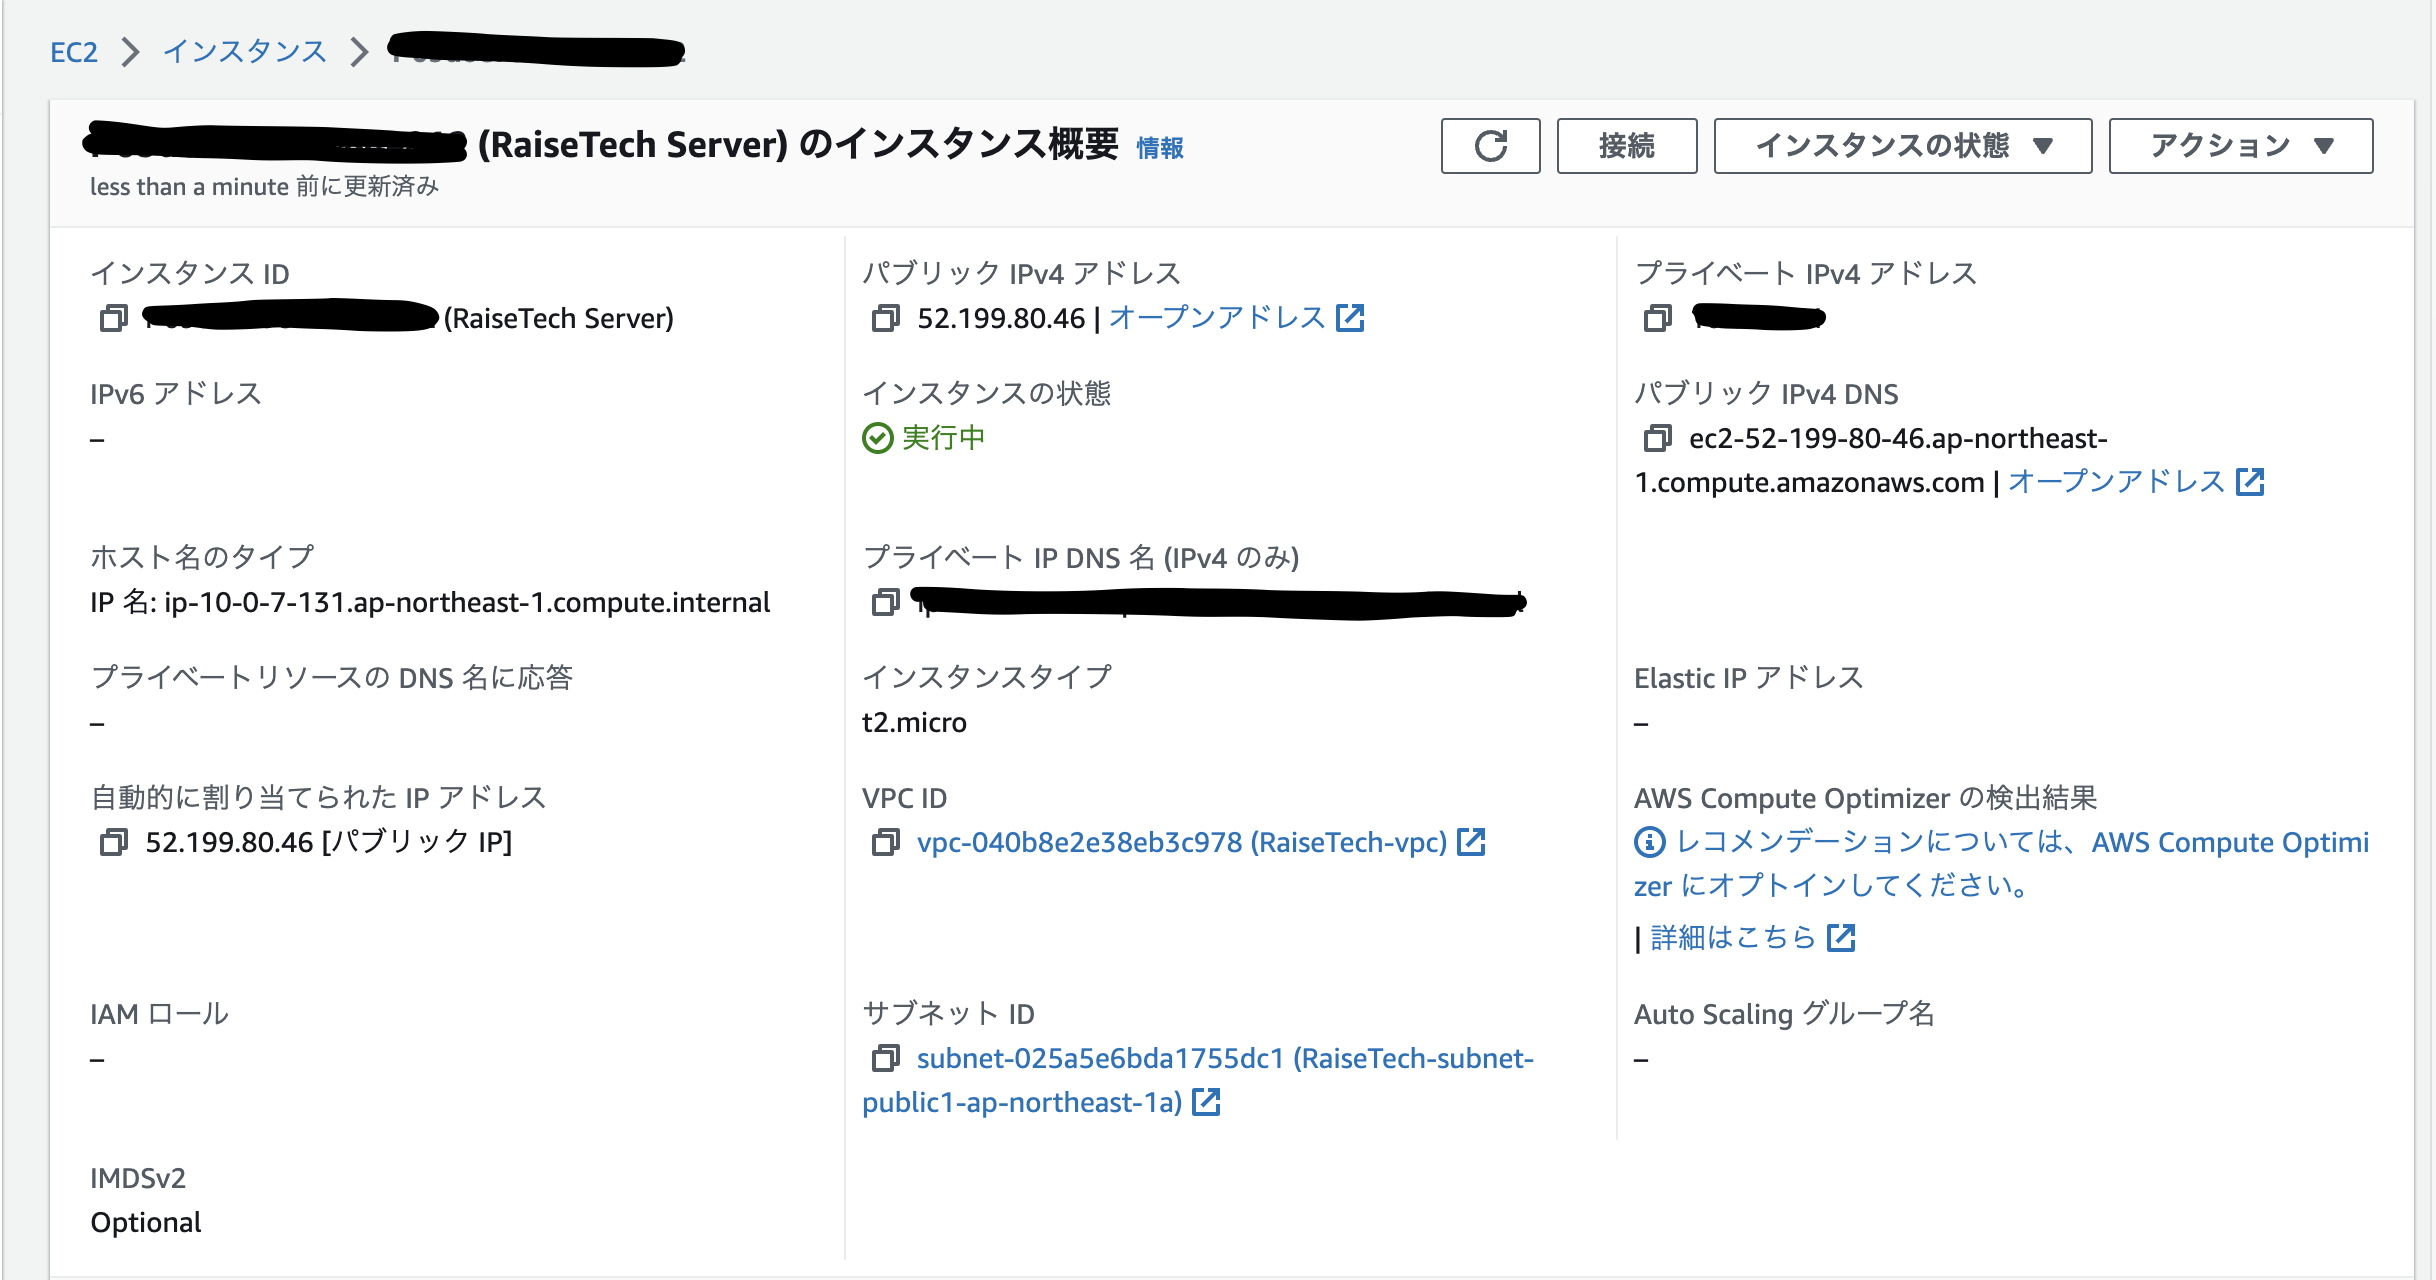 EC2 > インスタンス >
(RaiseTech Server) のインスタンス概要 情報
less than a minute 前に更新済み
接続
インスタンスの状態 ▼
アクション ▼
インスタンス ID
(RaiseTech Server)
パブリック IPv4 アドレス
52.199.80.46 | オープンアドレス
プライベート IPv4 アドレス
IPv6 アドレス
–
インスタンスの状態
実行中
パブリック IPv4 DNS
ec2-52-199-80-46.ap-northeast-
1.compute.amazonaws.com | オープンアドレス
ホスト名のタイプ
IP 名: ip-10-0-7-131.ap-northeast-1.compute.internal
プライベート IP DNS 名 (IPv4 のみ)
プライベートリソースの DNS 名に応答
–
インスタンスタイプ
t2.micro
Elastic IP アドレス
–
自動的に割り当てられた IP アドレス
52.199.80.46 [パブリック IP]
VPC ID
vpc-040b8e2e38eb3c978 (RaiseTech-vpc)
AWS Compute Optimizer の検出結果
レコメンデーションについては、AWS Compute Optimi
zer にオプトインしてください。
| 詳細はこちら
IAM ロール
–
サブネット ID
subnet-025a5e6bda1755dc1 (RaiseTech-subnet-
public1-ap-northeast-1a)
Auto Scaling グループ名
–
IMDSv2
Optional